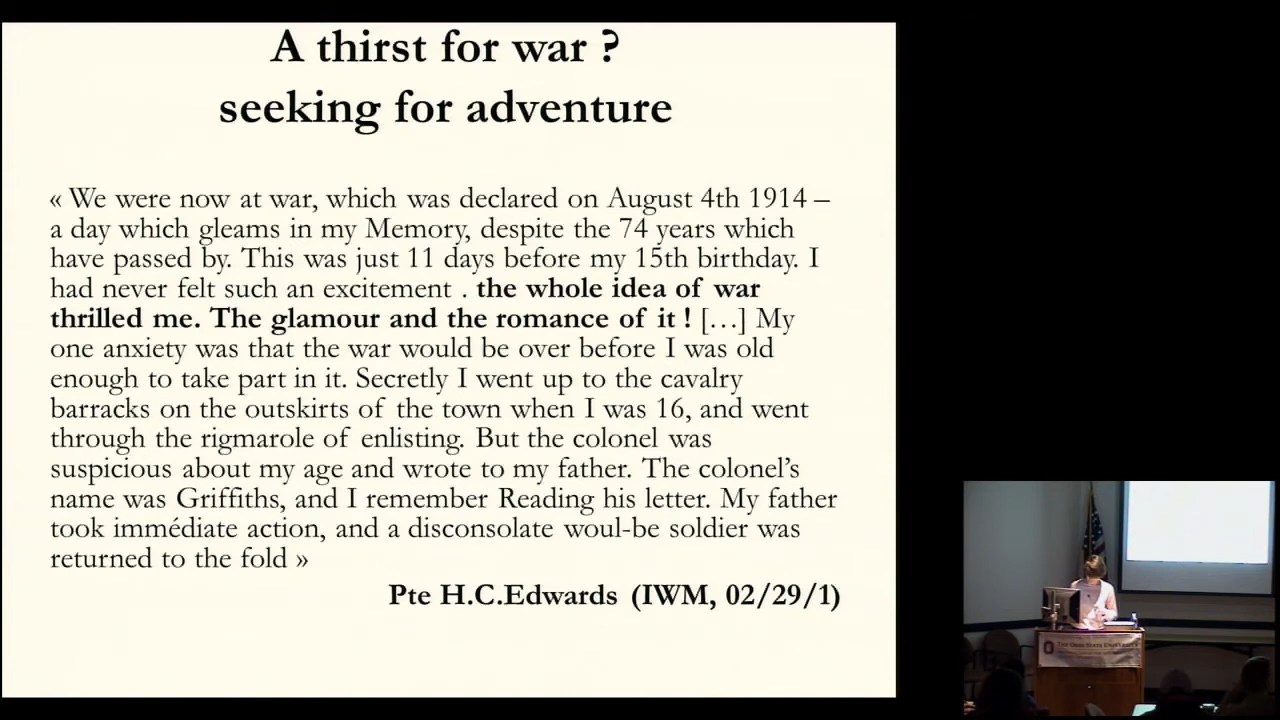 A thirst for war ?
seeking for adventure
« We were now at war, which was declared on August 4th 1914 –
a day which gleams in my Memory, despite the 74 years which
have passed by. This was just 11 days before my 15th birthday. I
had never felt such an excitement . the whole idea of war
thrilled me. The glamour and the romance of it ! […] My
one anxiety was that the war would be over before I was old
enough to take part in it. Secretly I went up to the cavalry
barracks on the outskirts of the town when I was 16, and went
through the rigmarole of enlisting. But the colonel was
suspicious about my age and wrote to my father. The colonel’s
name was Griffiths, and I remember Reading his letter. My father
took immédiate action, and a disconsolate woul-be soldier was
returned to the fold »
Pte H.C.Edwards (IWM, 02/29/1)
THE OHIO STATE UNIVERSITY